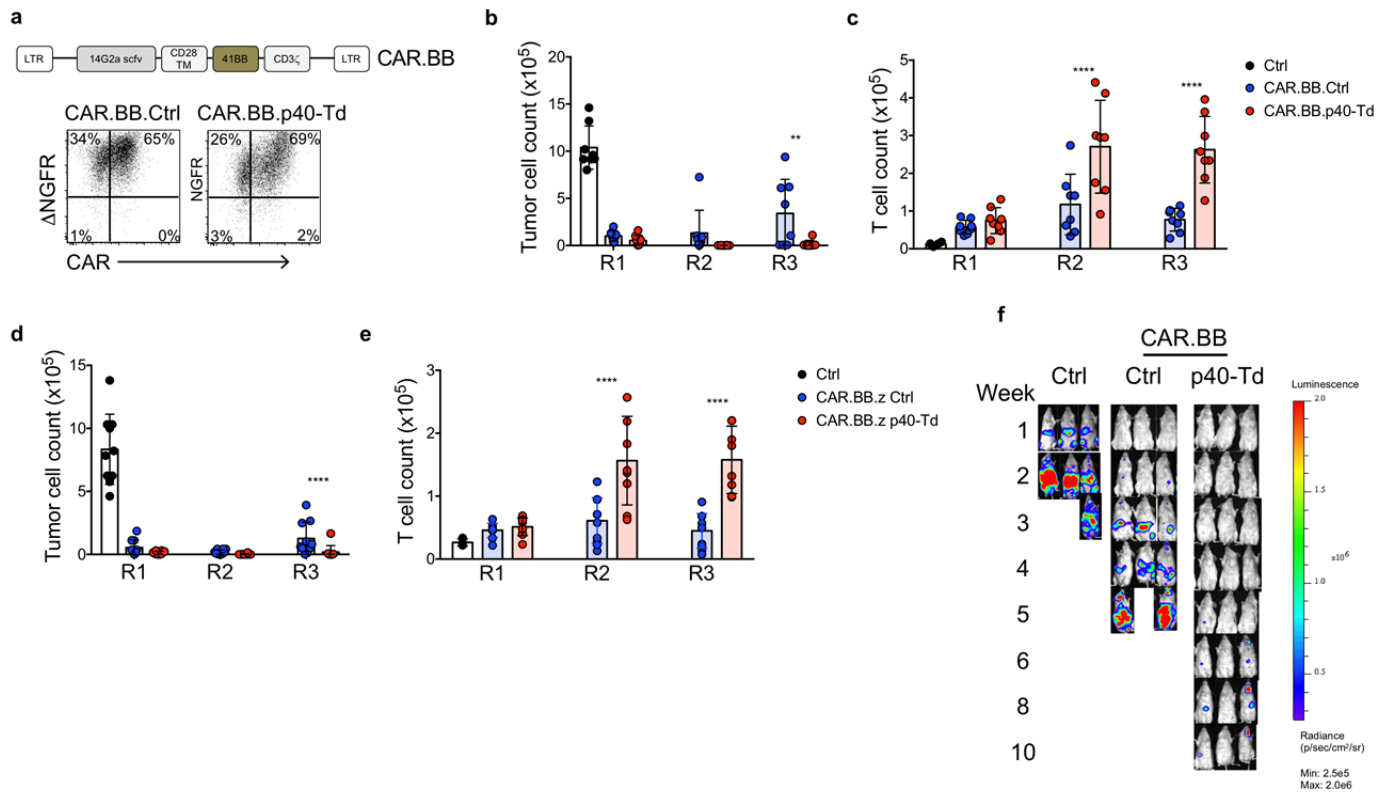 a
LTR
14G2a scfv
CD28
TM
41BB
CD3ζ
LTR
CAR.BB
CAR.BB.Ctrl
CAR.BB.p40-Td
34%
65%
1%
0%
26%
69%
3%
2%
ΔNGFR
NGFR
CAR
b
Tumor cell count (x10⁵)
15
10
5
0
**
R1
R2
R3
c
T cell count (x10⁵)
5
4
3
2
1
0
****
****
R1
R2
R3
Ctrl
CAR.BB.Ctrl
CAR.BB.p40-Td
d
Tumor cell count (x10⁵)
15
10
5
0
****
R1
R2
R3
e
T cell count (x10⁵)
3
2
1
0
****
****
R1
R2
R3
Ctrl
CAR.BB.z Ctrl
CAR.BB.z p40-Td
f
CAR.BB
Week
Ctrl
Ctrl
p40-Td
1
2
3
4
5
6
8
10
Luminescence
2.0
1.5
x10⁶
1.0
0.5
Radiance
(p/sec/cm²/sr)
Min: 2.5e5
Max: 2.0e6